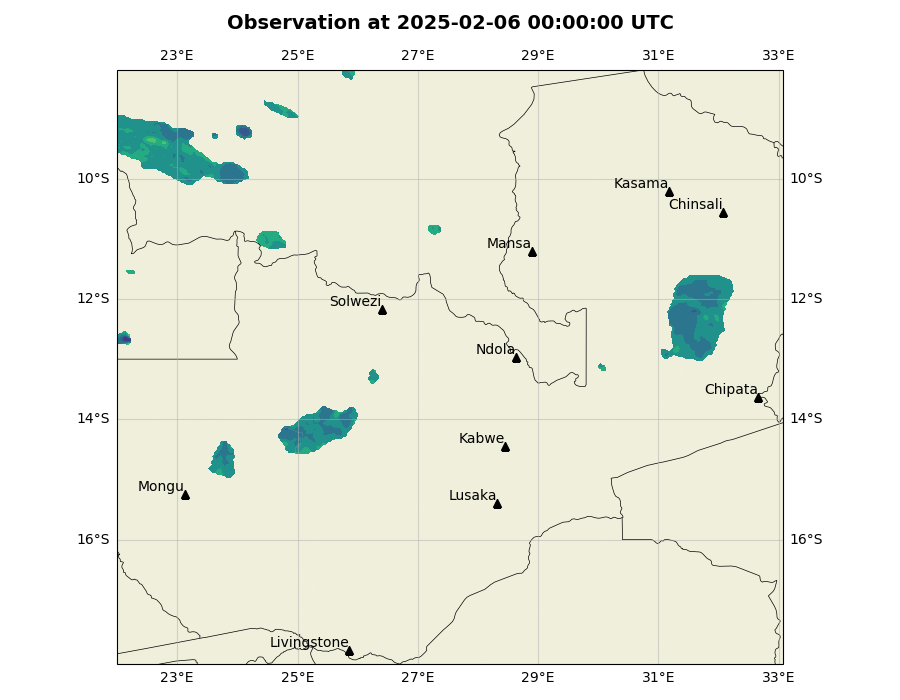 Observation at 2025-02-06 00:00:00 UTC
23°E 25°E 27°E 29°E 31°E 33°E
10°S 10°S
Kasama
Chinsali
Mansa
12°S 12°S
Solwezi
Ndola
Chipata
14°S 14°S
Kabwe
Mongu
Lusaka
16°S 16°S
Livingstone
23°E 25°E 27°E 29°E 31°E 33°E